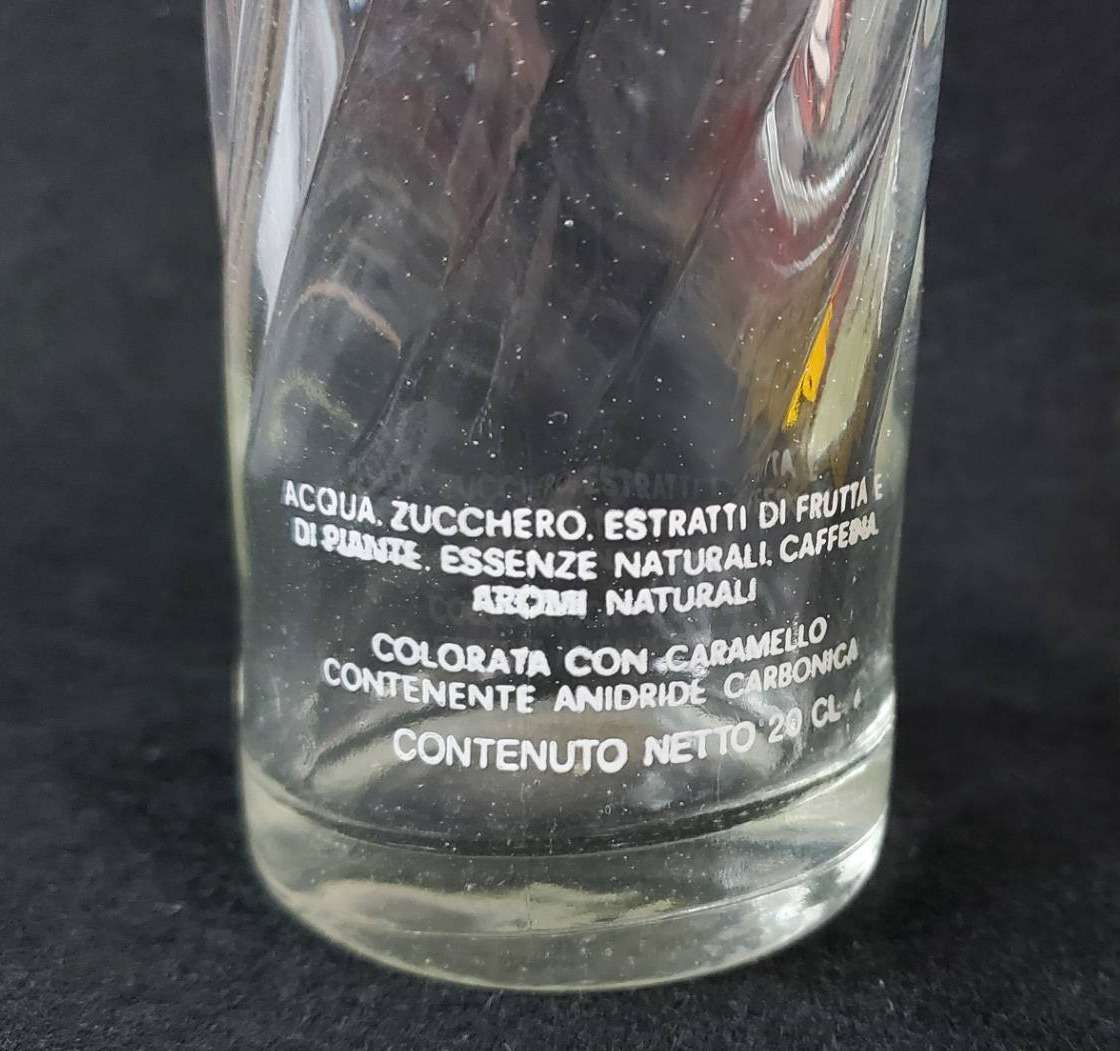 ACQUA. ZUCCHERO. ESTRATTI DI FRUTTA E
DI PIANTE. ESSENZE NATURALI. CAFFEINA.
AROMI NATURALI
COLORATA CON CARAMELLO
CONTENENTE ANIDRIDE CARBONICA
CONTENUTO NETTO 20 CL.